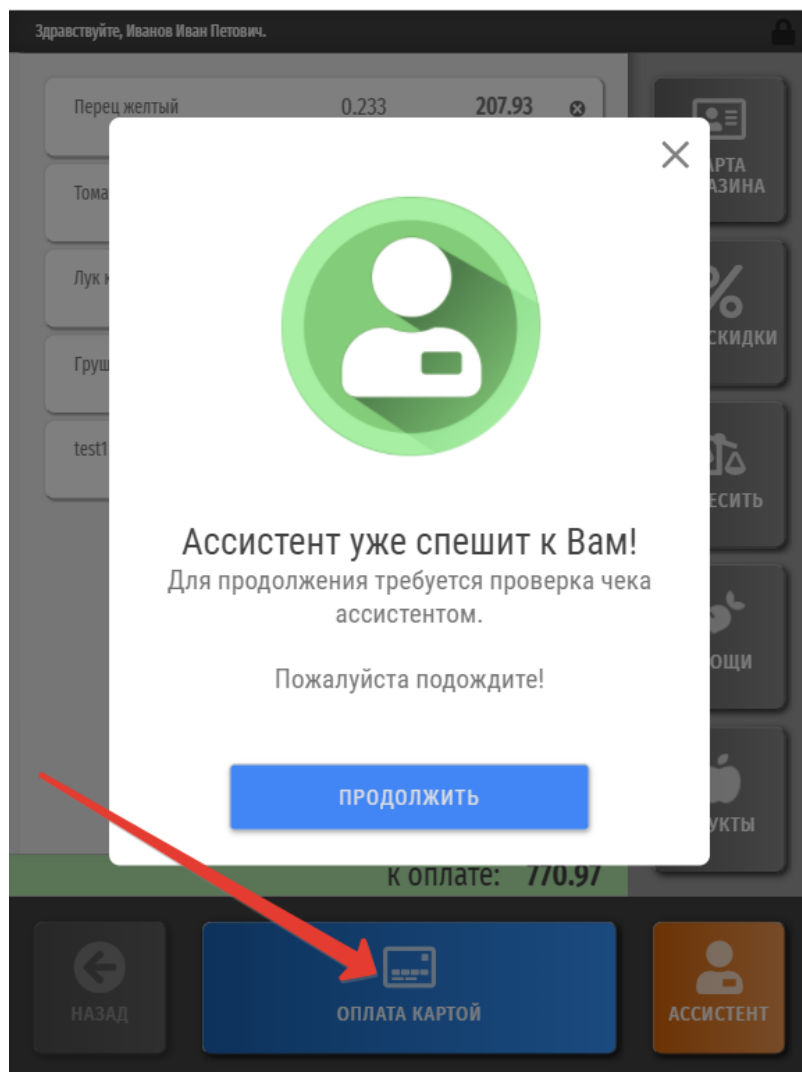 Здравствуйте, Иванов Иван Петович.
Перец желтый 0.233 207.93
Тома
Лук к
Груш
test1
АРТА
АЗИНА
СКИДКИ
ЕСИТЬ
ОЩИ
УКТЫ
Ассистент уже спешит к Вам!
Для продолжения требуется проверка чека
ассистентом.
Пожалуйста подождите!
ПРОДОЛЖИТЬ
к оплате: 770.97
НАЗАД
ОПЛАТА КАРТОЙ
АССИСТЕНТ